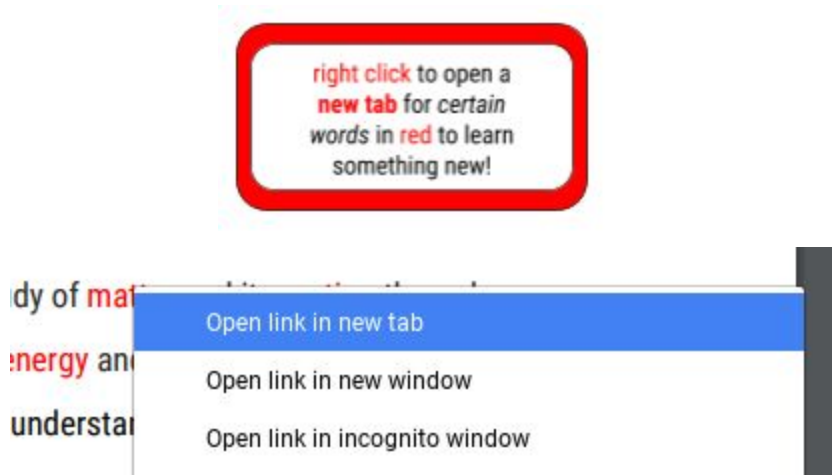 right click to open a
new tab for certain
words in red to learn
something new!
dy of
Open link in new tab
energy and
Open link in new window
understan
Open link in incognito window